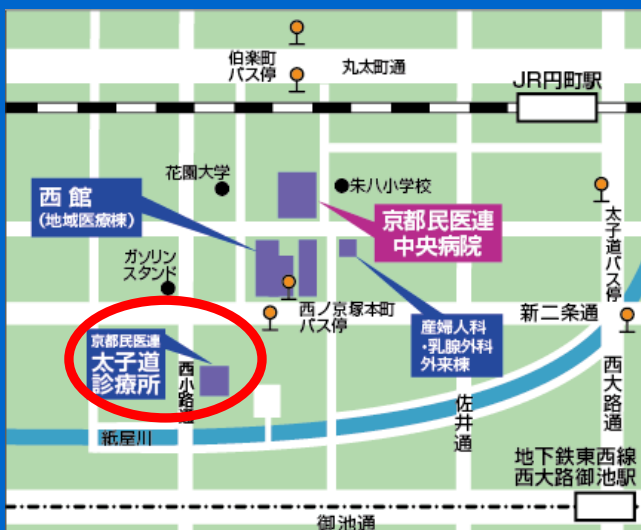 伯楽町
バス停
丸太町通
JR円町駅
花園大学
朱八小学校
西館
(地域医療棟)
京都民医連
中央病院
太子道バス停
ガソリン
スタンド
西ノ京塚本町
バス停
産婦人科
・乳腺外科
外来棟
新二条通
京都民医連
太子道
診療所
西小路通
佐井通
西大路通
紙屋川
地下鉄東西線
西大路御池駅
御池通